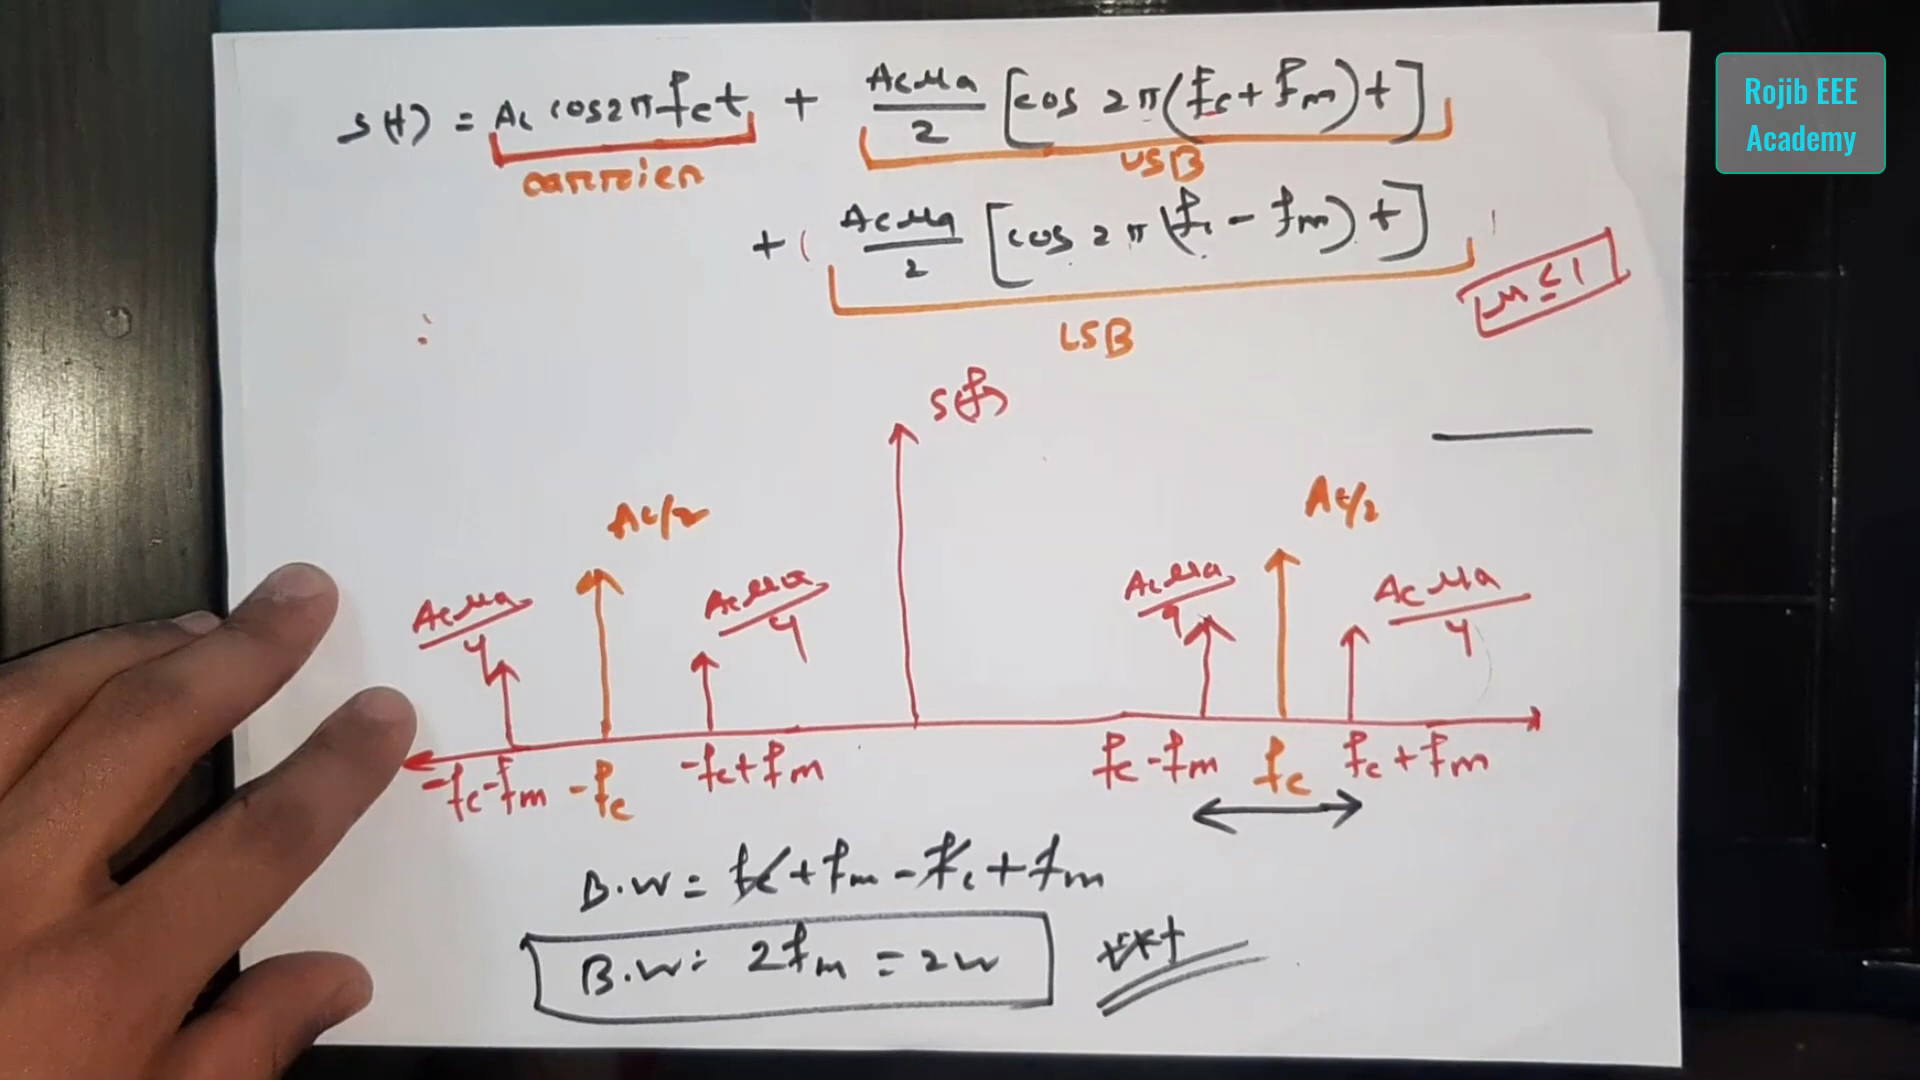 s(t) = Ac cos2πfct + Acμa/2 [cos 2π(fc + fm)t]
carrier
USB
+ Acμa/2 [cos 2π(fc - fm)t]
LSB
μ ≤ 1
s(f)
Ac/2
Ac/2
Acμa/4
Acμa/4
Acμa/4
Acμa/4
-fc-fm
-fc
-fc+fm
fc-fm
fc
fc+fm
B.W = fc + fm - fc + fm
B.W = 2fm = 2w
Rojib EEE
Academy